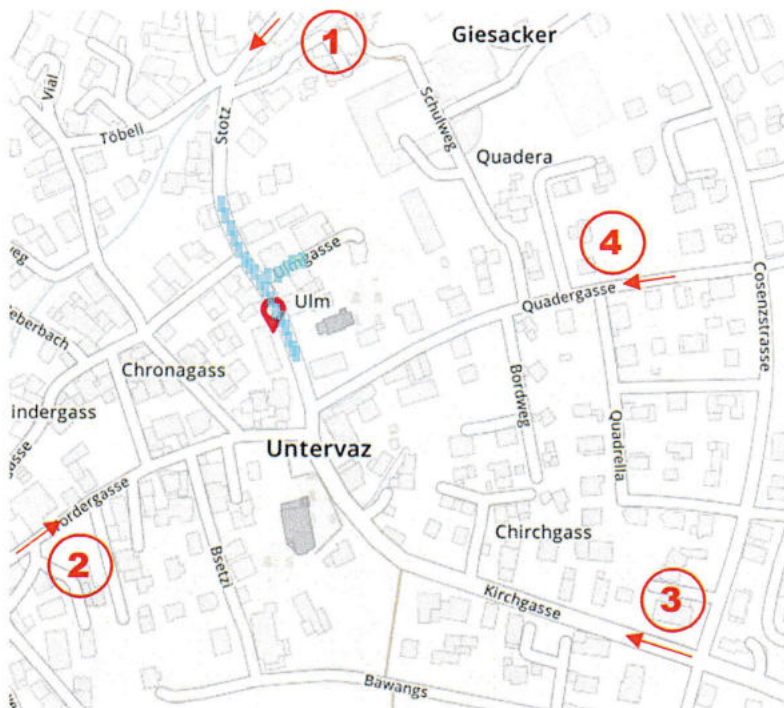 1
Giesacker
Vial
Töbell
Stotz
Schulweg
Quadera
4
Ulmgasse
Ulm
Quadergasse
Cosenzstrasse
Chronagass
Bordweg
Quadrella
Untervaz
2
Bsetzi
Chirchgass
Kirchgasse
3
Bawangs